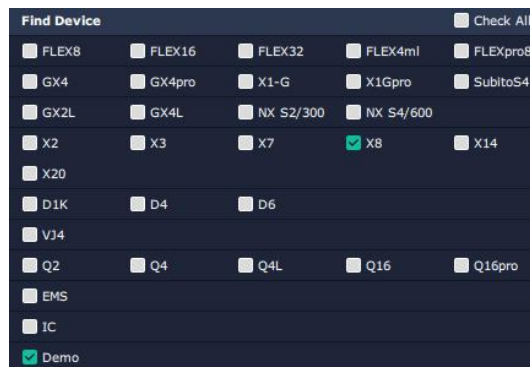 Find Device Check All
FLEX8 FLEX16 FLEX32 FLEX4ml FLEXpro8
GX4 GX4pro X1-G X1Gpro SubitoS4
GX2L GX4L NX S2/300 NX S4/600
X2 X3 X7 X8 X14
X20
D1K D4 D6
VJ4
Q2 Q4 Q4L Q16 Q16pro
EMS
IC
Demo